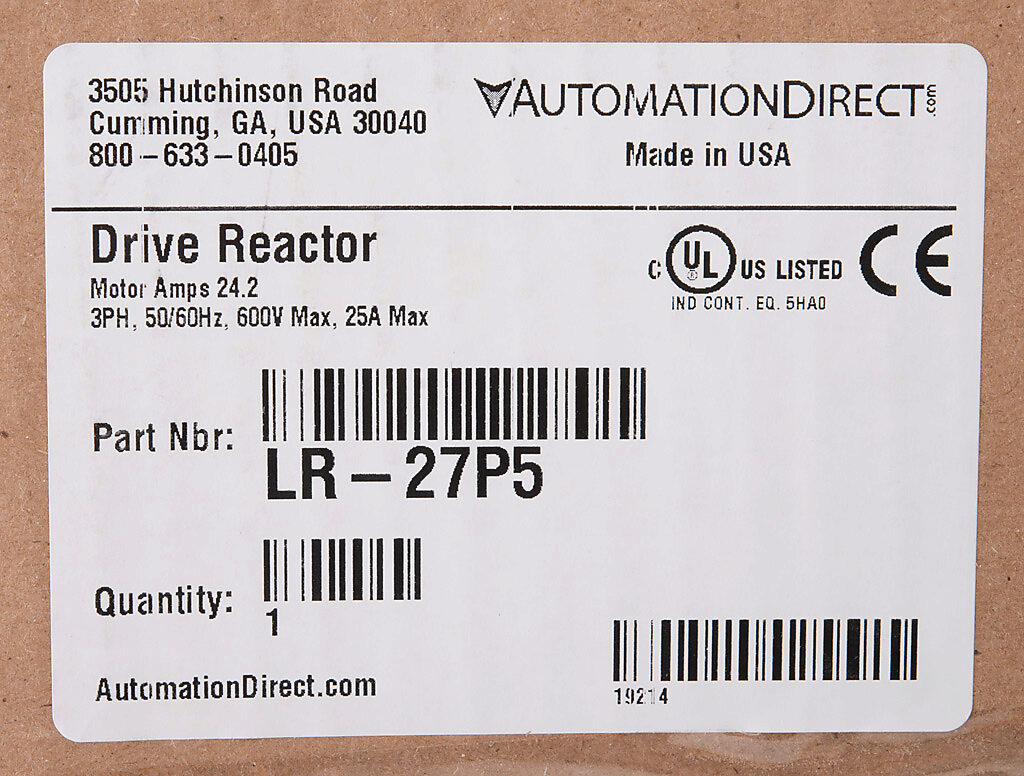 3505 Hutchinson Road
Cumming, GA, USA 30040
800-633-0405
AUTOMATIONDIRECT.com
Made in USA
Drive Reactor
Motor Amps 24.2
3PH, 50/60Hz, 600V Max, 25A Max
C UL ® US LISTED CE
IND CONT. EQ. 5HA0
Part Nbr:
LR-27P5
Quantity:
1
AutomationDirect.com
19214